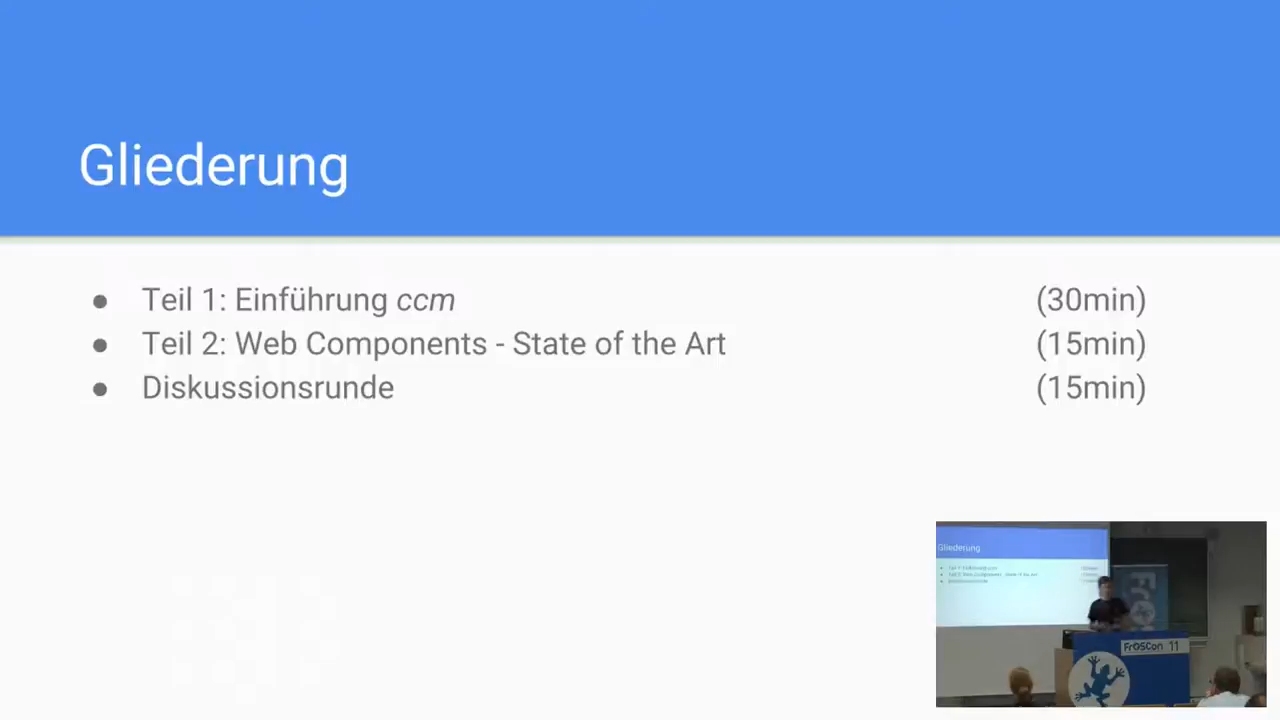 Gliederung
● Teil 1: Einführung ccm (30min)
● Teil 2: Web Components - State of the Art (15min)
● Diskussionsrunde (15min)
Gliederung
FrOSCon 11